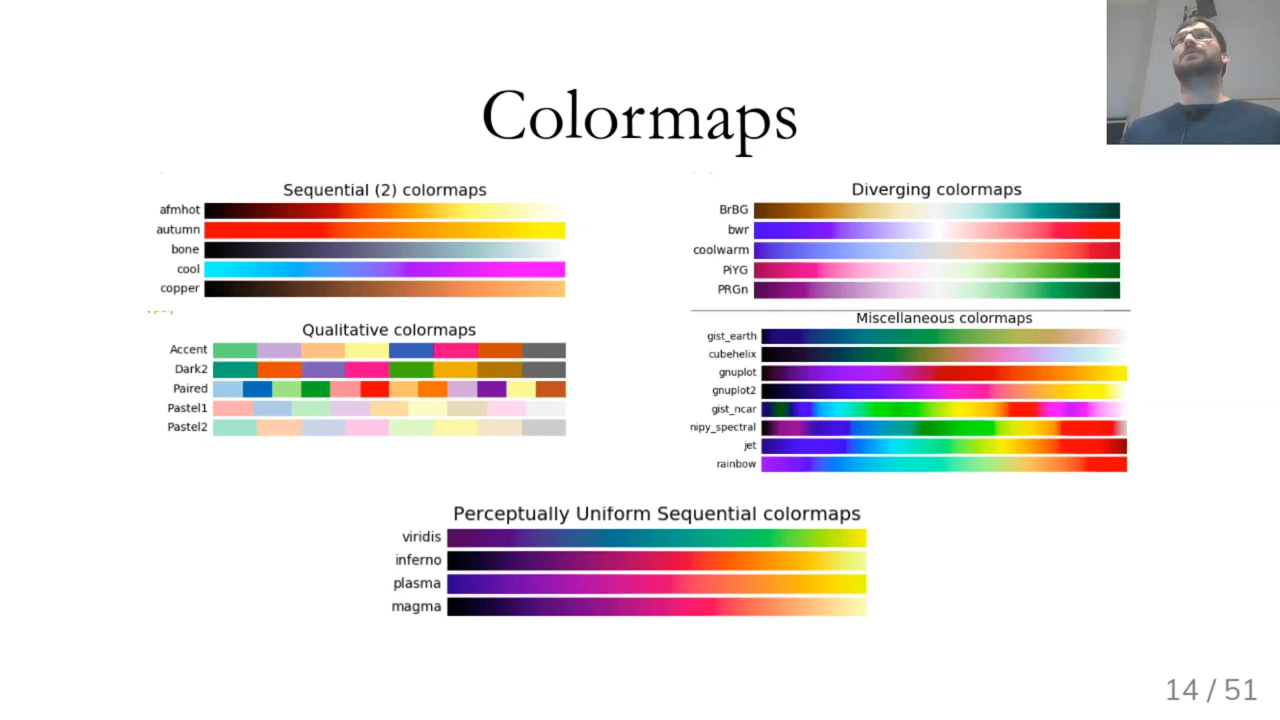 Colormaps
Sequential (2) colormaps
afmhot
autumn
bone
cool
copper
Diverging colormaps
BrBG
bwr
coolwarm
PiYG
PRGn
Qualitative colormaps
Accent
Dark2
Paired
Pastel1
Pastel2
Miscellaneous colormaps
gist_earth
cubehelix
gnuplot
gnuplot2
gist_ncar
nipy_spectral
jet
rainbow
Perceptually Uniform Sequential colormaps
viridis
inferno
plasma
magma
14 / 51